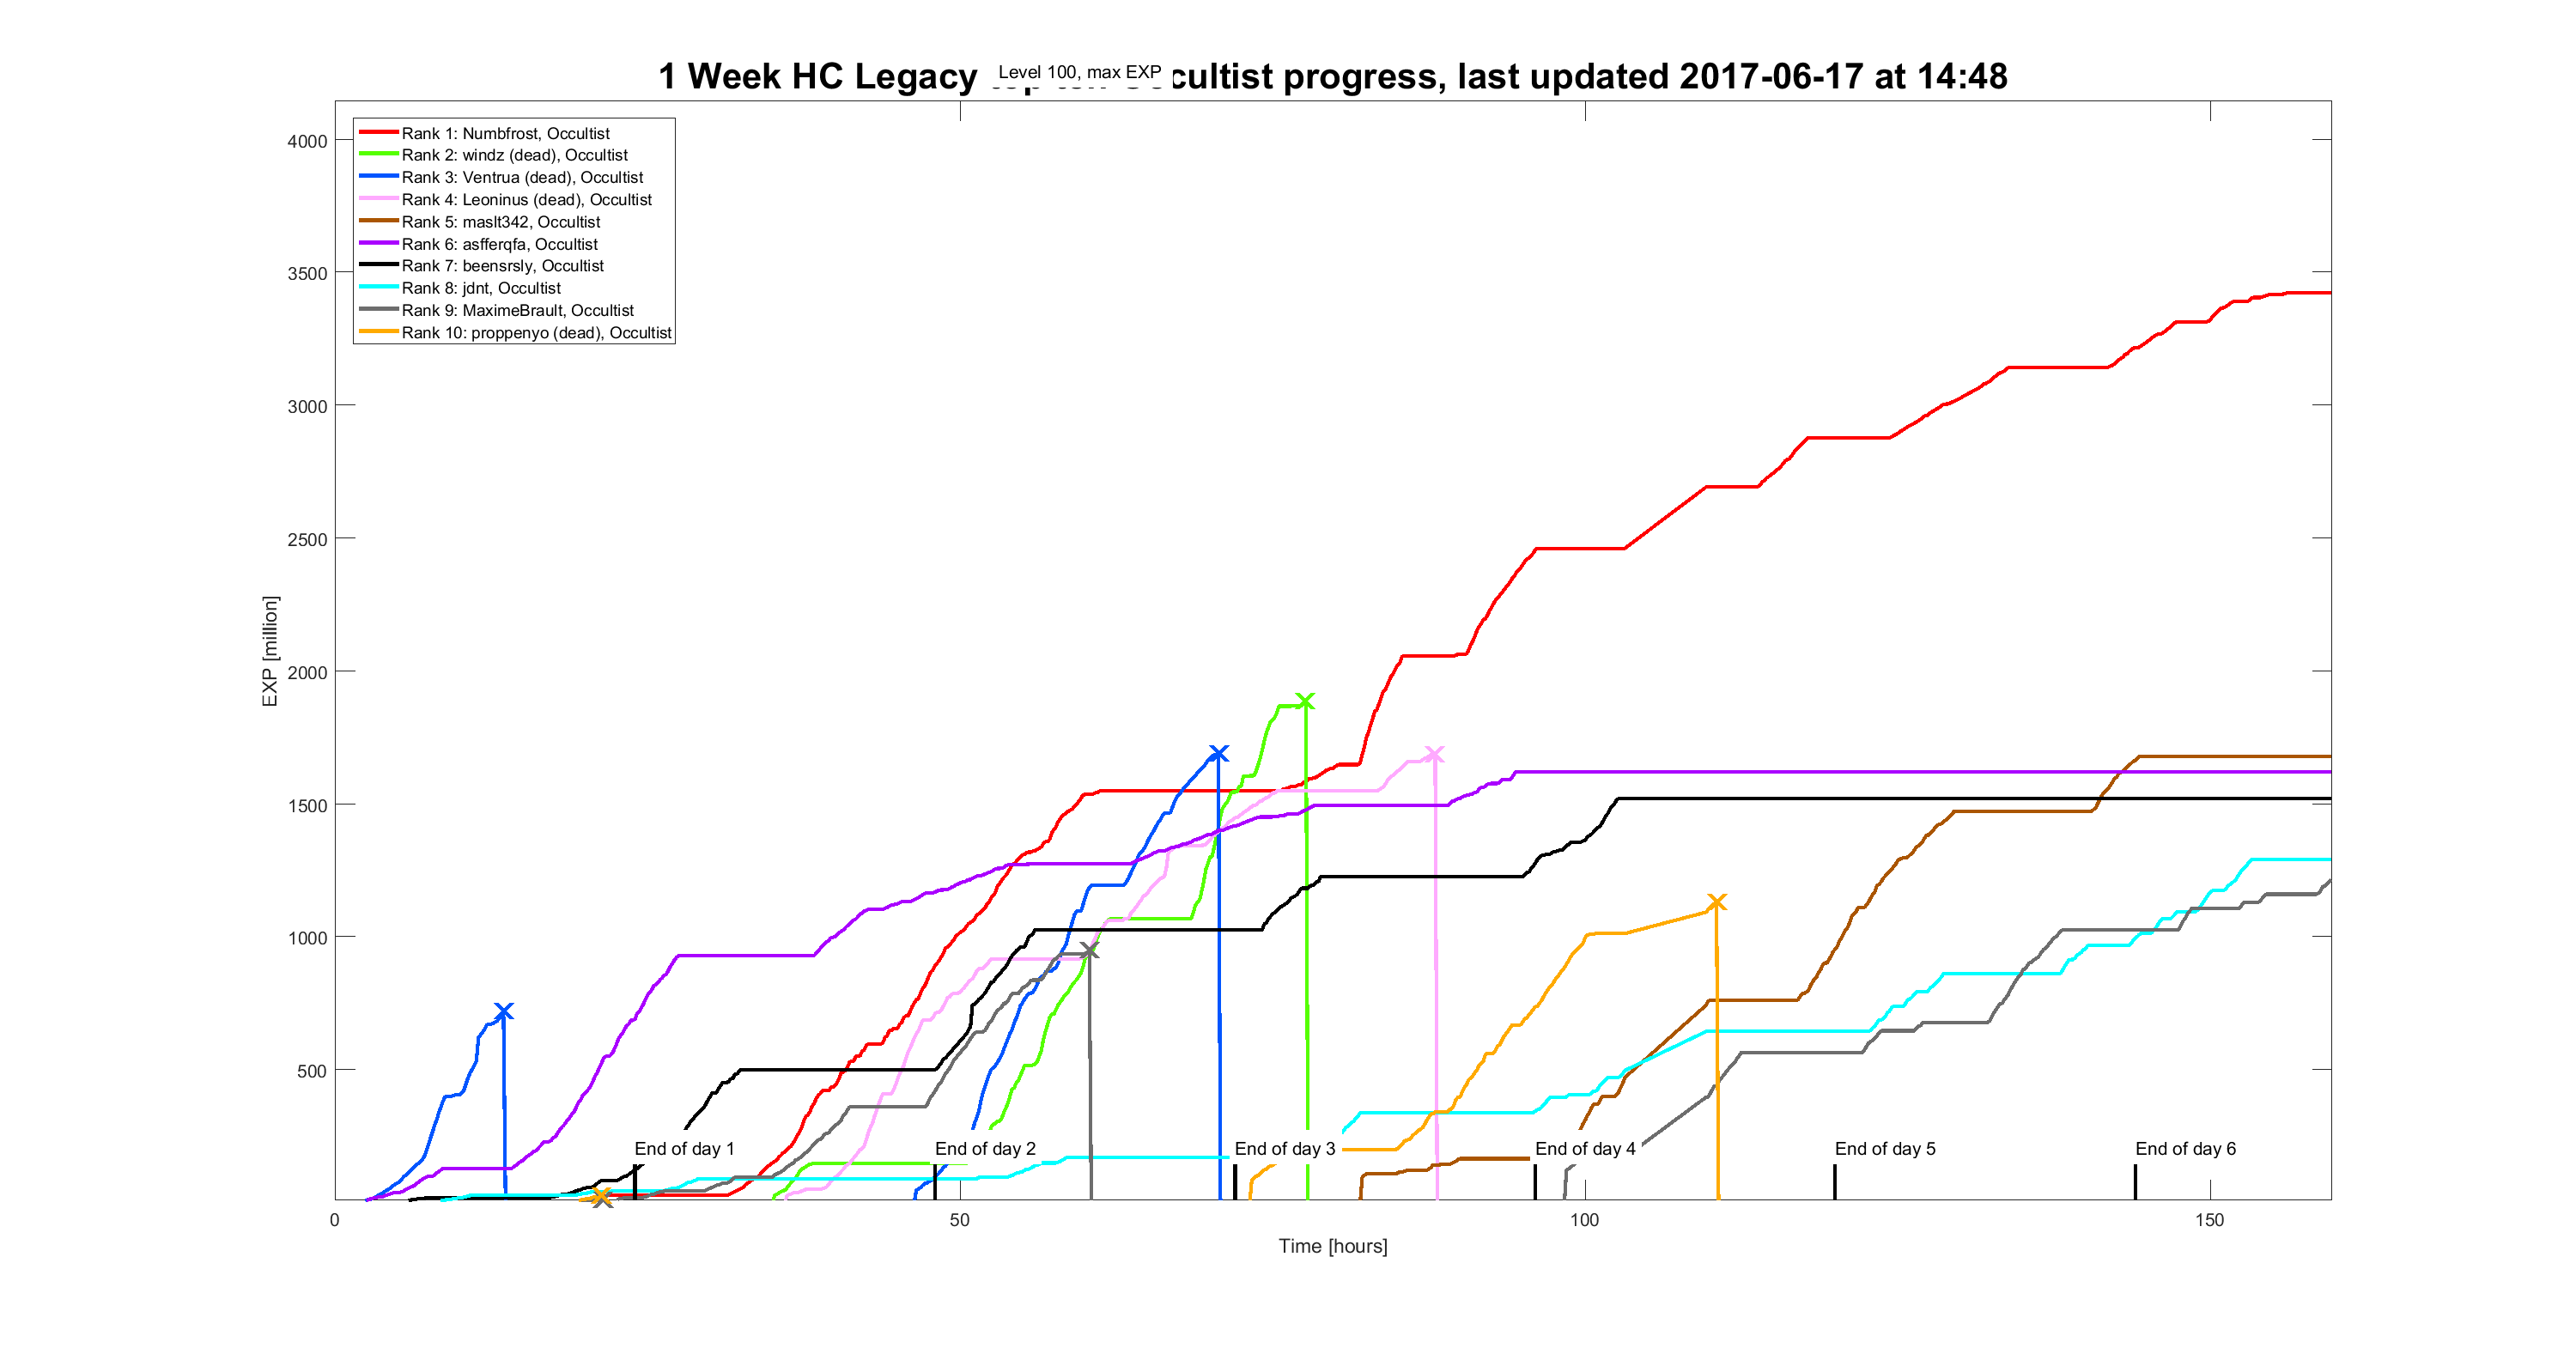 1 Week HC Legacy cultist progress, last updated 2017-06-17 at 14:48
Level 100, max EXP
Rank 1: Numbfrost, Occultist
Rank 2: windz (dead), Occultist
Rank 3: Ventrua (dead), Occultist
Rank 4: Leoninus (dead), Occultist
Rank 5: maslt342, Occultist
Rank 6: asfferqfa, Occultist
Rank 7: beensrsly, Occultist
Rank 8: jdnt, Occultist
Rank 9: MaximeBrault, Occultist
Rank 10: proppenyo (dead), Occultist
4000
3500
3000
2500
2000
1500
1000
500
EXP [million]
End of day 1
End of day 2
End of day 3
End of day 4
End of day 5
End of day 6
0
50
100
150
Time [hours]